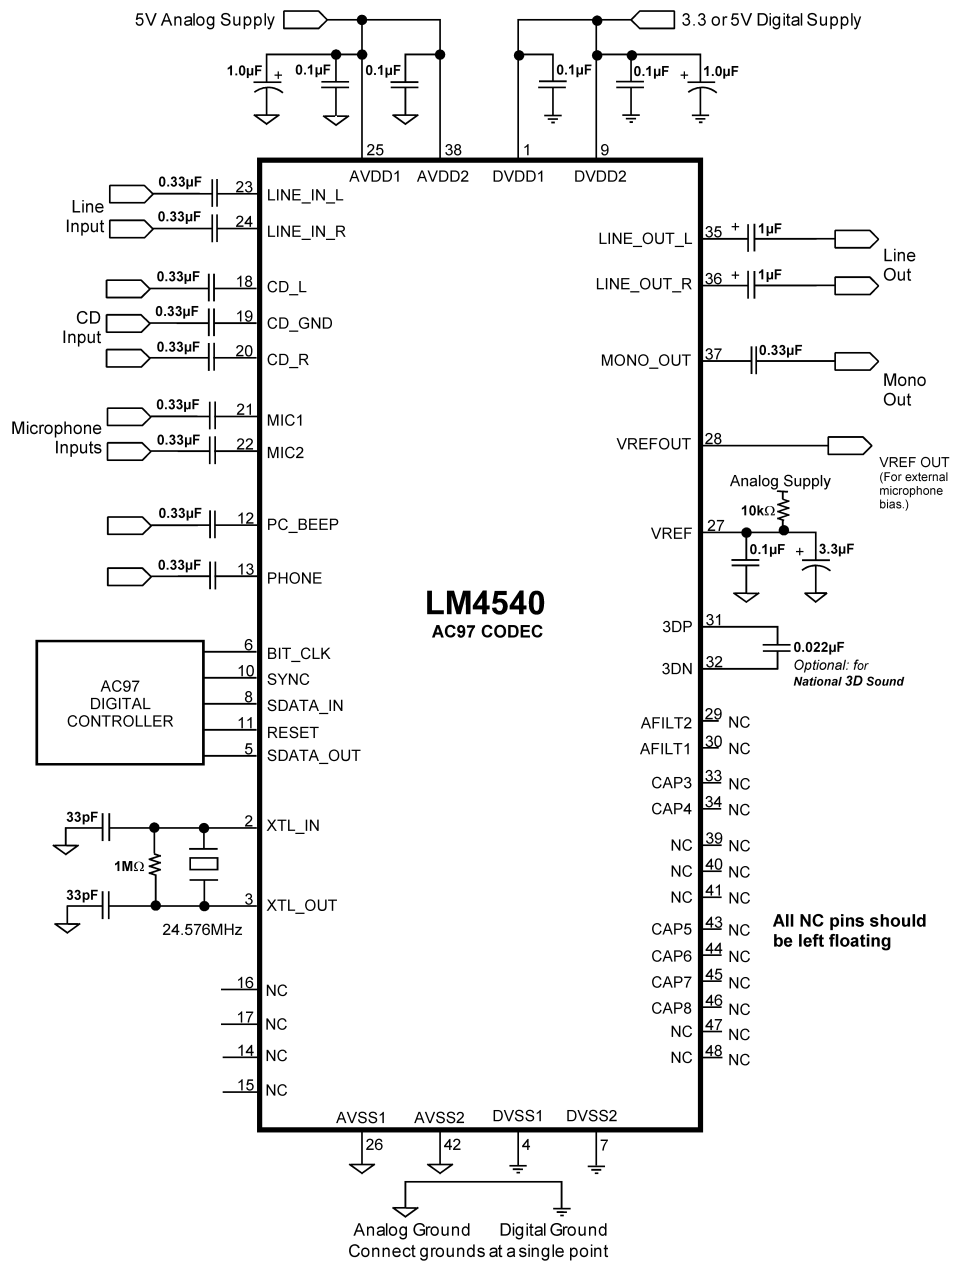 5V Analog Supply
3.3 or 5V Digital Supply
1.0µF
+
0.1µF
0.1µF
0.1µF
0.1µF
+
1.0µF
25
38
1
9
AVDD1
AVDD2
DVDD1
DVDD2
Line
Input
0.33µF
23
LINE_IN_L
0.33µF
24
LINE_IN_R
CD
Input
0.33µF
18
CD_L
0.33µF
19
CD_GND
0.33µF
20
CD_R
Microphone
Inputs
0.33µF
21
MIC1
0.33µF
22
MIC2
0.33µF
12
PC_BEEP
0.33µF
13
PHONE
LM4540
AC97 CODEC
AC97
DIGITAL
CONTROLLER
6
BIT_CLK
10
SYNC
8
SDATA_IN
11
RESET
5
SDATA_OUT
33pF
2
XTL_IN
1MΩ
33pF
3
XTL_OUT
24.576MHz
16
NC
17
NC
14
NC
15
NC
LINE_OUT_L
35
+
1µF
LINE_OUT_R
36
+
1µF
Line
Out
MONO_OUT
37
0.33µF
Mono
Out
VREFOUT
28
VREF OUT
(For external
microphone
bias.)
Analog Supply
10kΩ
VREF
27
0.1µF
+
3.3µF
3DP
31
3DN
32
0.022µF
Optional: for
National 3D Sound
AFILT2
29
NC
AFILT1
30
NC
CAP3
33
NC
CAP4
34
NC
NC
39
NC
NC
40
NC
NC
41
NC
CAP5
43
NC
CAP6
44
NC
CAP7
45
NC
CAP8
46
NC
NC
47
NC
NC
48
NC
All NC pins should
be left floating
AVSS1
AVSS2
DVSS1
DVSS2
26
42
4
7
Analog Ground
Digital Ground
Connect grounds at a single point